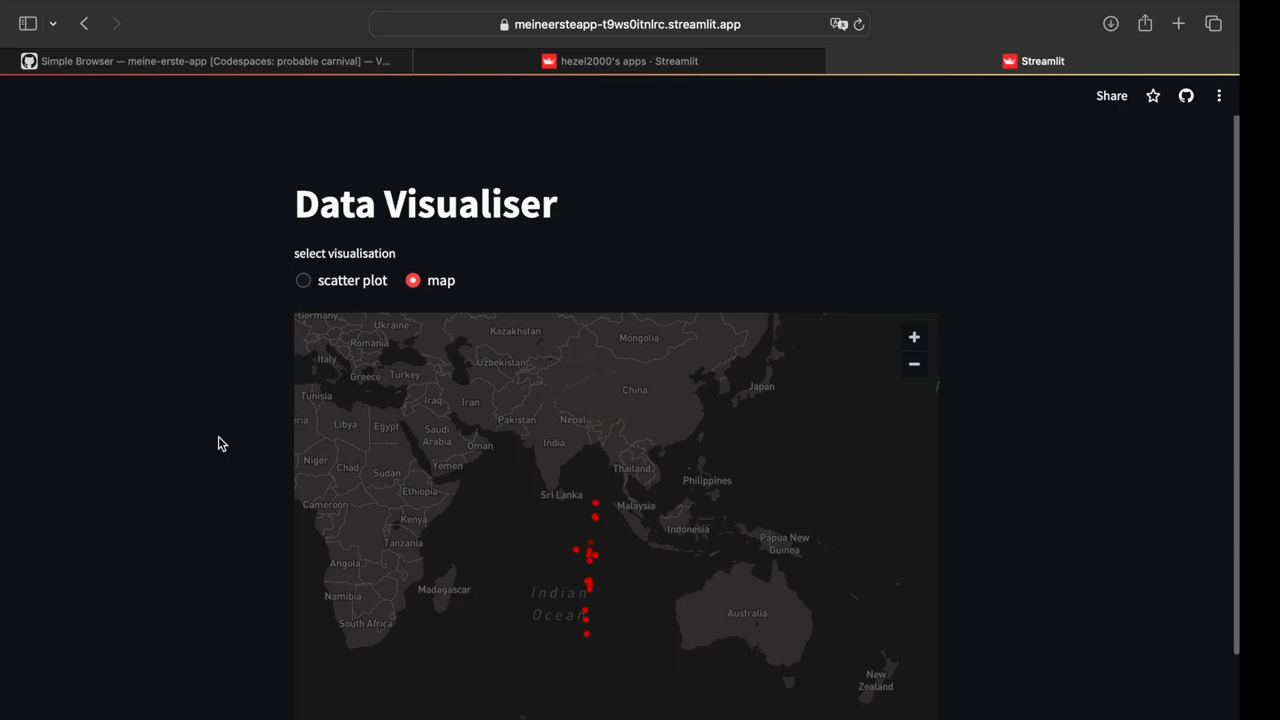 meineersteapp-t9ws0itnlrc.streamlit.app
Simple Browser — meine-erste-app [Codespaces: probable carnival] — V...
hezel2000's apps · Streamlit
Streamlit
Share
Data Visualiser
select visualisation
scatter plot
map
Germany
Ukraine
Kazakhstan
Mongolia
Romania
Italy
Uzbekistan
Greece
Turkey
China
Japan
Tunisia
Iraq
Iran
Pakistan
Nepal
eria
Libya
Egypt
Saudi
Arabia
Oman
India
Niger
Chad
Sudan
Yemen
Thailand
Philippines
Ethiopia
Sri Lanka
Cameroon
Malaysia
Kenya
Indonesia
Tanzania
Papua New
Guinea
Angola
Madagascar
Indian
Ocean
Namibia
Australia
South Africa
New
Zealand